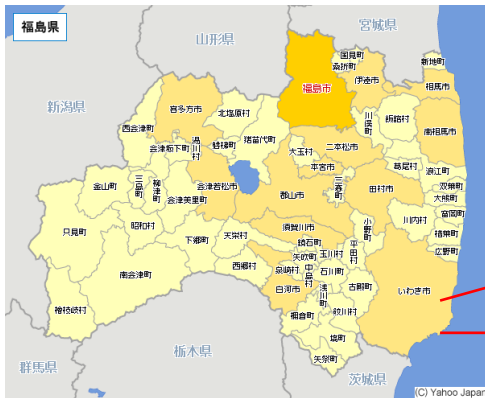 福島県
宮城県
山形県
新潟県
国見町
桑折町
新地町
伊達市
相馬市
福島市
喜多方市
北塩原村
川俣町
飯舘村
南相馬市
西会津町
湯川村
会津坂下町
磐梯町
猪苗代町
大玉村
二本松市
本宮市
葛尾村
浪江町
双葉町
大熊町
富岡町
楢葉町
広野町
金山町
三島町
柳津町
会津若松市
会津美里町
郡山市
三春町
田村市
川内村
小野町
只見町
昭和村
下郷町
天栄村
須賀川市
鏡石町
玉川村
平田村
矢吹町
中島村
石川町
西郷村
泉崎村
白河市
浅川町
古殿町
いわき市
南会津町
檜枝岐村
棚倉町
鮫川村
塙町
矢祭町
群馬県
栃木県
茨城県
(C) Yahoo Japan